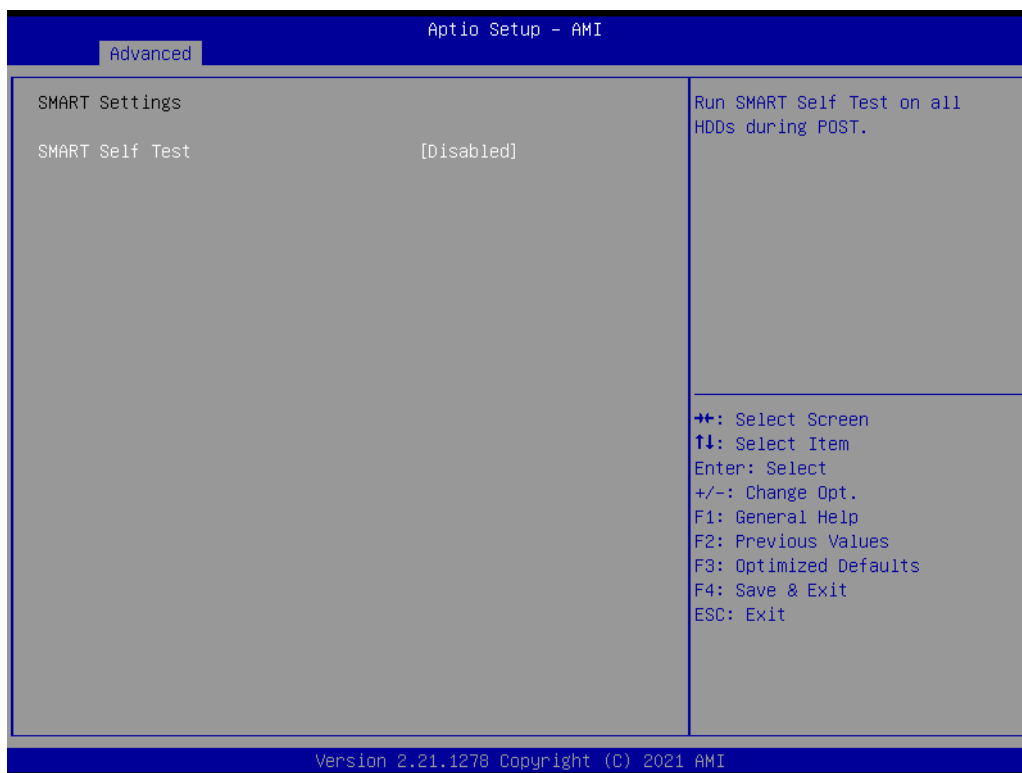 Aptio Setup – AMI
Advanced
SMART Settings
SMART Self Test [Disabled]
Run SMART Self Test on all
HDDs during POST.
→←: Select Screen
↑↓: Select Item
Enter: Select
+/-: Change Opt.
F1: General Help
F2: Previous Values
F3: Optimized Defaults
F4: Save & Exit
ESC: Exit
Version 2.21.1278 Copyright (C) 2021 AMI